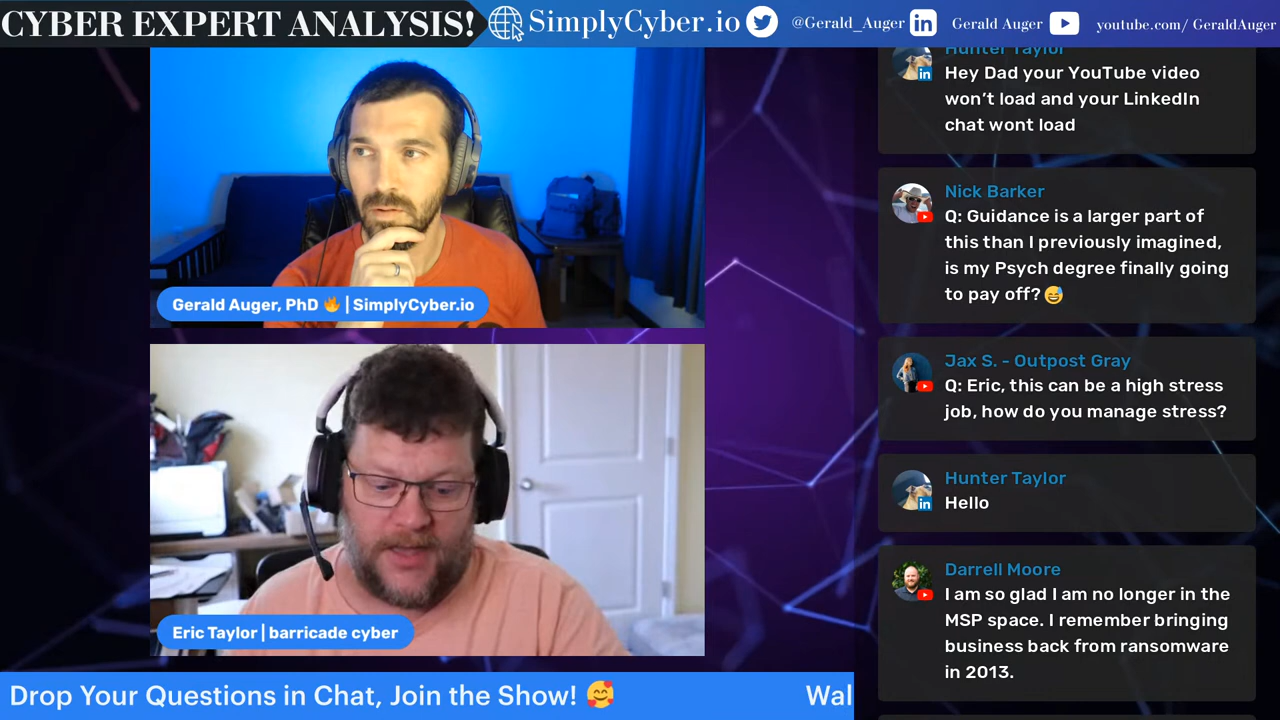 CYBER EXPERT ANALYSIS!
SimplyCyber.io
@Gerald_Auger
Gerald Auger
youtube.com/ GeraldAuger
Gerald Auger, PhD 🔥 | SimplyCyber.io
Eric Taylor | barricade cyber
Drop Your Questions in Chat, Join the Show! 🥰
Wal
Hunter Taylor
Hey Dad your YouTube video
won’t load and your LinkedIn
chat wont load
Nick Barker
Q: Guidance is a larger part of
this than I previously imagined,
is my Psych degree finally going
to pay off? 😅
Jax S. - Outpost Gray
Q: Eric, this can be a high stress
job, how do you manage stress?
Hunter Taylor
Hello
Darrell Moore
I am so glad I am no longer in the
MSP space. I remember bringing
business back from ransomware
in 2013.